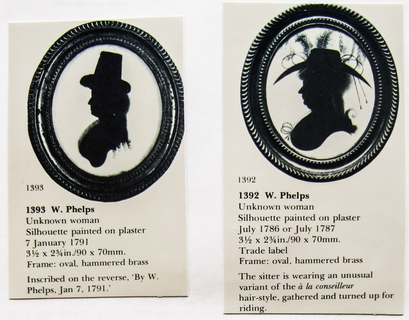 1393
1393 W. Phelps
Unknown woman
Silhouette painted on plaster
7 January 1791
3½ x 2¾in./90 x 70mm.
Frame: oval, hammered brass
Inscribed on the reverse, 'By W.
Phelps, Jan 7, 1791.'
1392
1392 W. Phelps
Unknown woman
Silhouette painted on plaster
July 1786 or July 1787
3½ x 2¾in./90 x 70mm.
Trade label
Frame: oval, hammered brass
The sitter is wearing an unusual
variant of the à la conseilleur
hair-style, gathered and turned up for
riding.